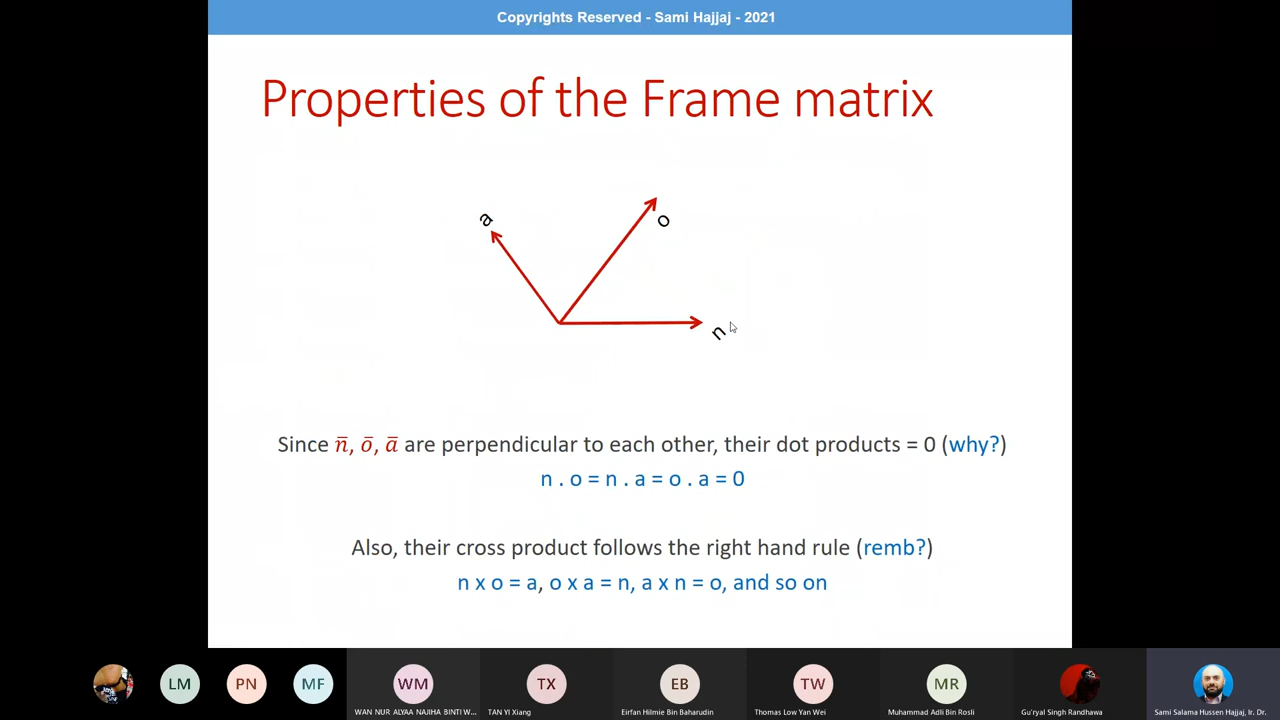 Copyrights Reserved - Sami Hajjaj - 2021
Properties of the Frame matrix
a
o
n
Since n̄, ō, ā are perpendicular to each other, their dot products = 0 (why?)
n . o = n . a = o . a = 0
Also, their cross product follows the right hand rule (remb?)
n x o = a, o x a = n, a x n = o, and so on
LM
PN
MF
WM
TX
EB
TW
MR
WAN NUR ALYAA NAJIHA BINTI W...
TAN YI Xiang
Eirfan Hilmie Bin Baharudin
Thomas Low Yan Wei
Muhammad Adli Bin Rosli
Gu'ryal Singh Randhawa
Sami Salama Hussen Hajjaj, Ir. Dr.